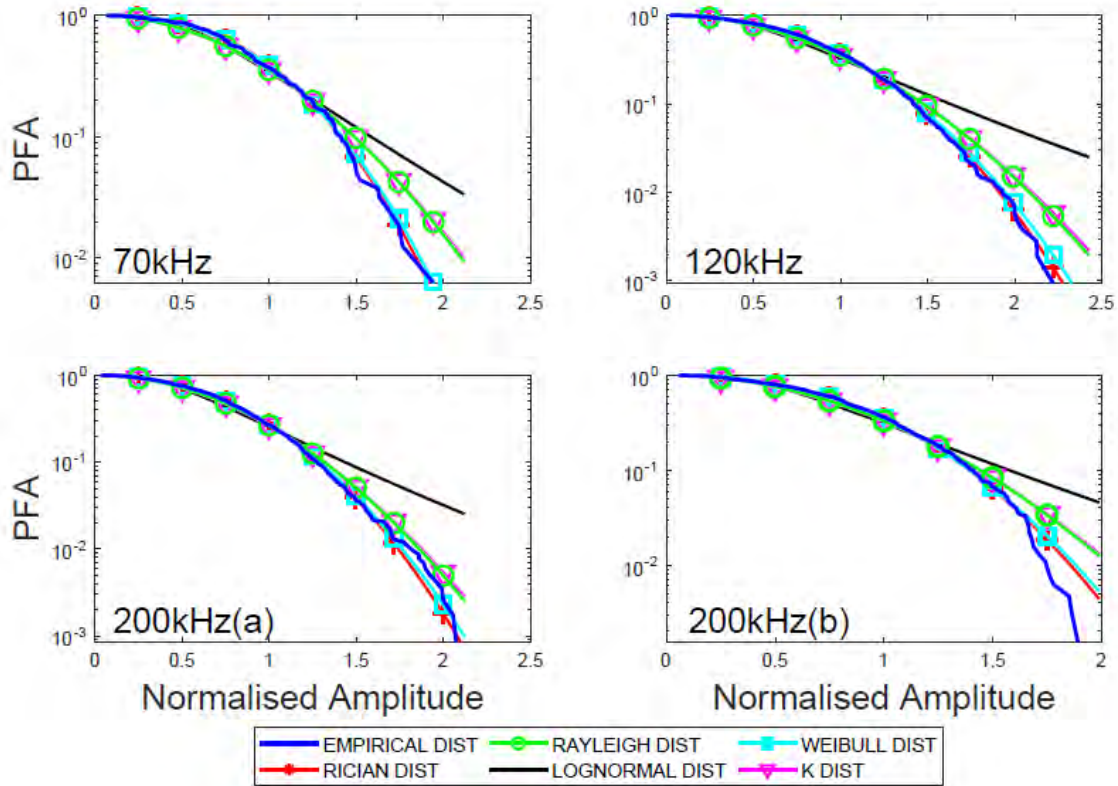 10^0
10^-1
10^-2
PFA
70kHz
0 0.5 1 1.5 2 2.5
10^0
10^-1
10^-2
10^-3
120kHz
0 0.5 1 1.5 2 2.5
10^0
10^-1
10^-2
10^-3
PFA
200kHz(a)
0 0.5 1 1.5 2 2.5
Normalised Amplitude
10^0
10^-1
10^-2
200kHz(b)
0 0.5 1 1.5 2
Normalised Amplitude
EMPIRICAL DIST RAYLEIGH DIST WEIBULL DIST
RICIAN DIST LOGNORMAL DIST K DIST